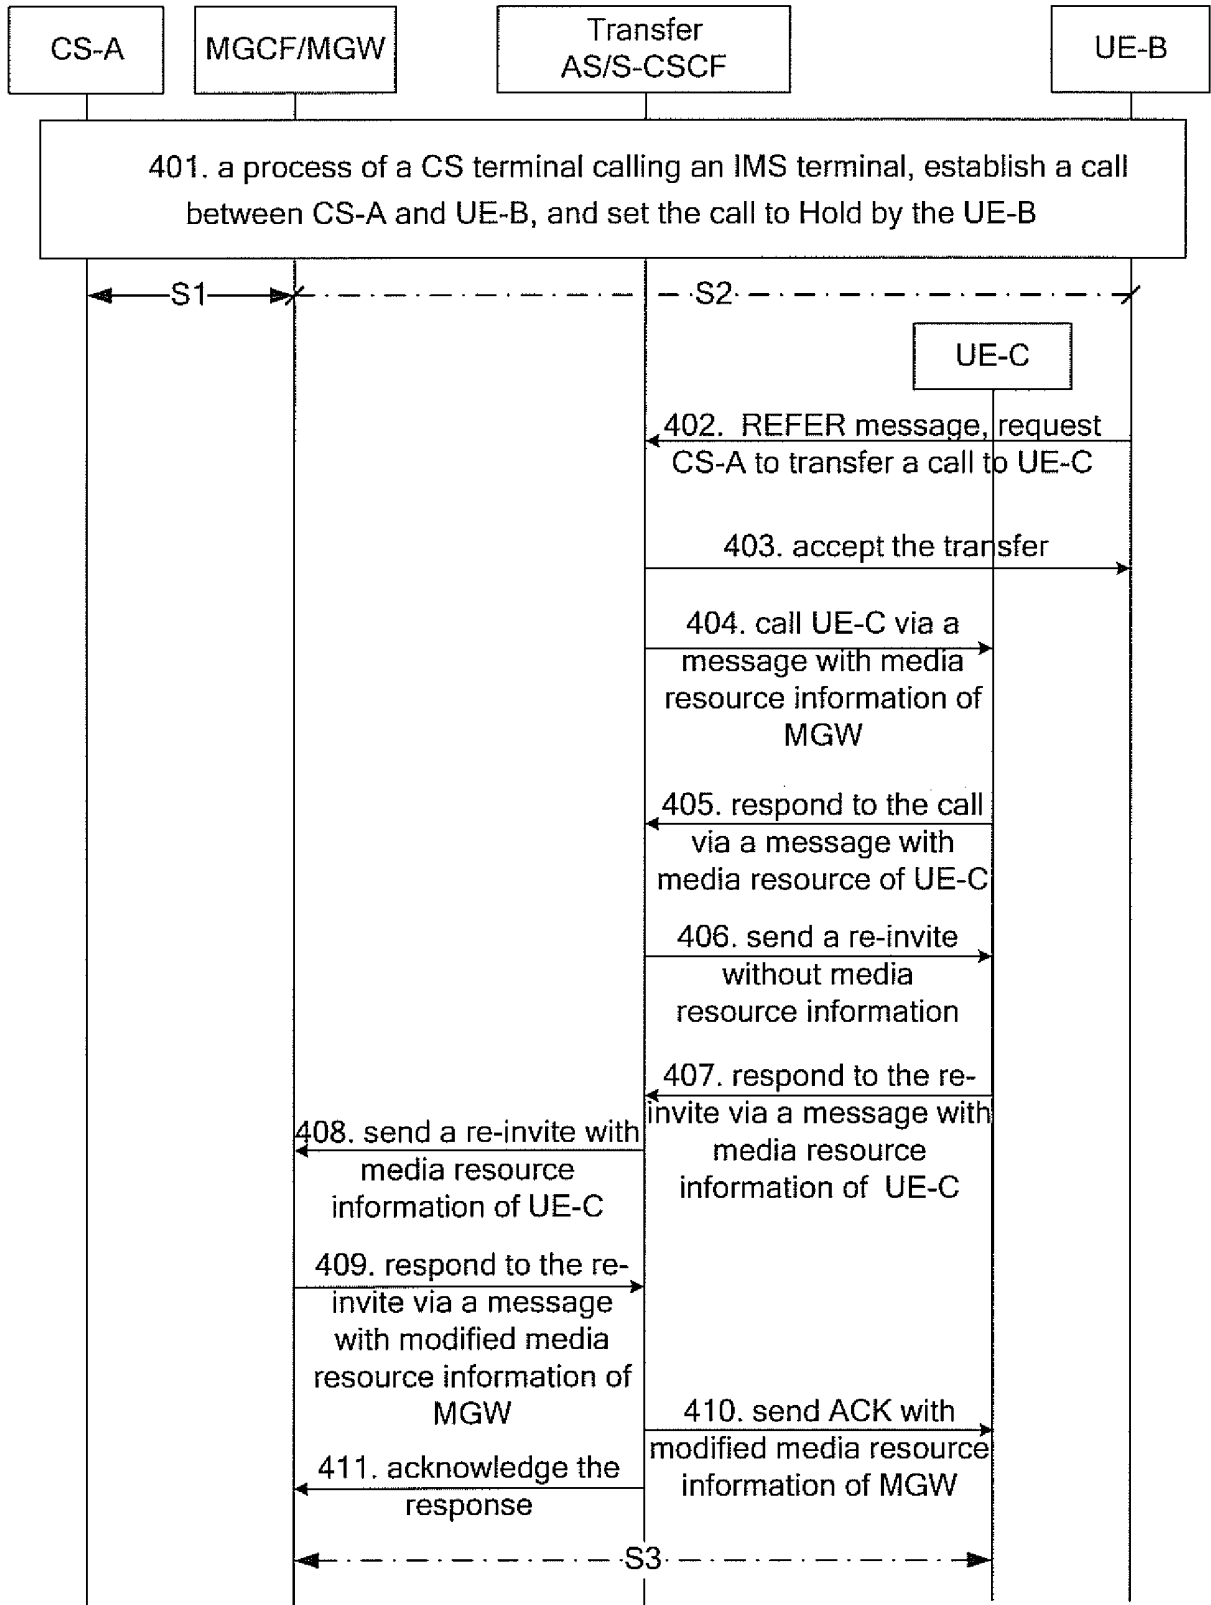 CS-A
MGCF/MGW
Transfer
AS/S-CSCF
UE-B
401. a process of a CS terminal calling an IMS terminal, establish a call
between CS-A and UE-B, and set the call to Hold by the UE-B
S1
S2
UE-C
402. REFER message, request
CS-A to transfer a call to UE-C
403. accept the transfer
404. call UE-C via a
message with media
resource information of
MGW
405. respond to the call
via a message with
media resource of UE-C
406. send a re-invite
without media
resource information
407. respond to the re-
invite via a message with
media resource
information of UE-C
408. send a re-invite with
media resource
information of UE-C
409. respond to the re-
invite via a message
with modified media
resource information of
MGW
410. send ACK with
modified media resource
information of MGW
411. acknowledge the
response
S3